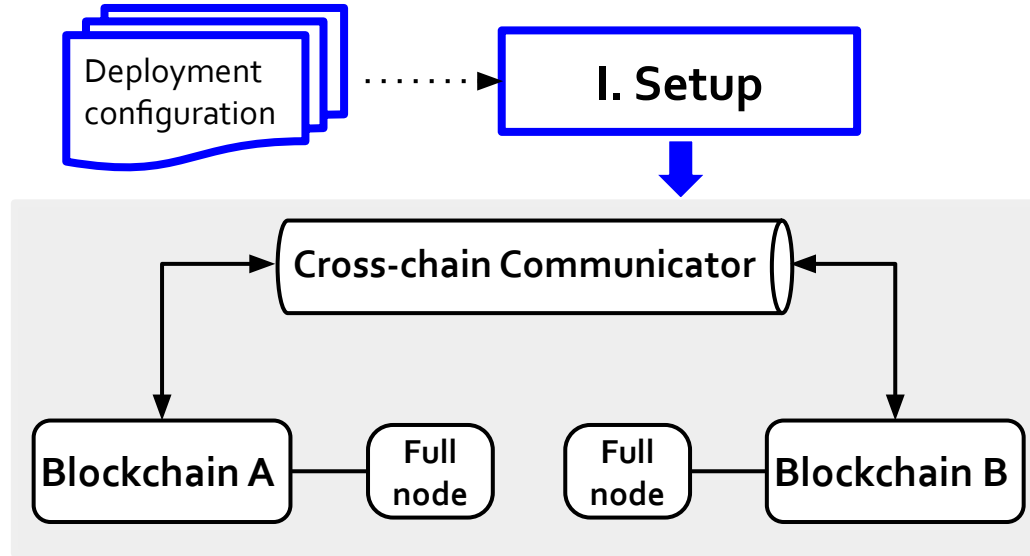 Deployment
configuration
I. Setup
Cross-chain Communicator
Blockchain A
Full
node
Full
node
Blockchain B